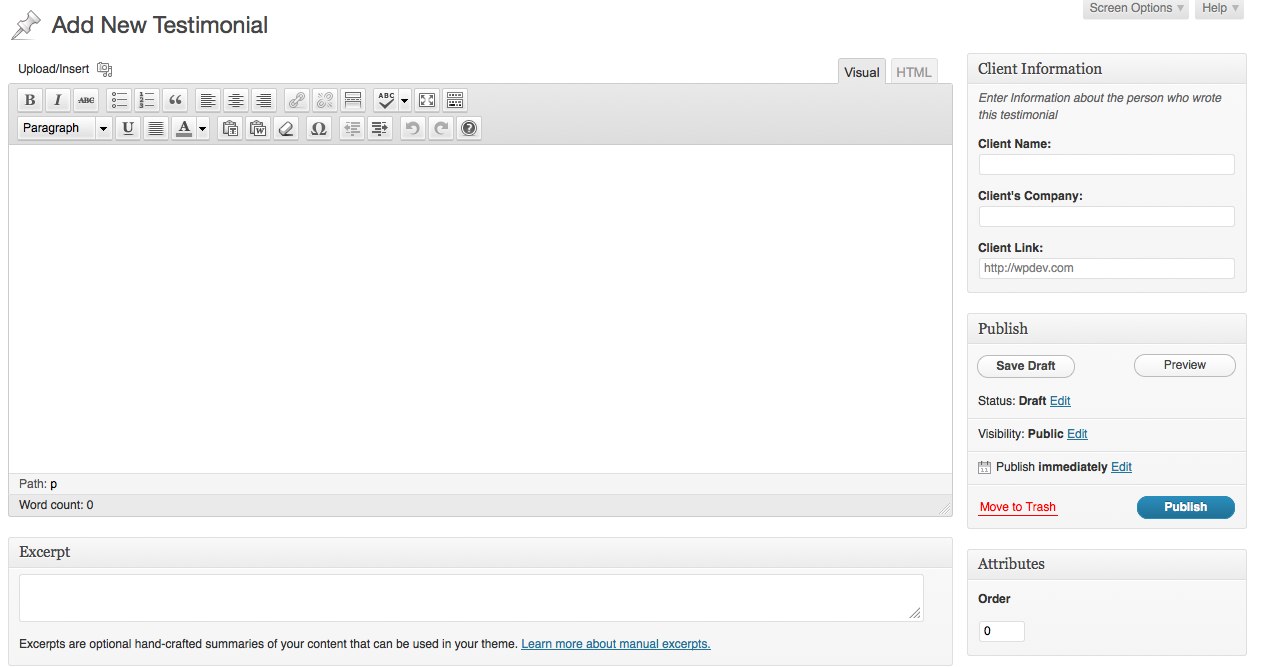 Screen Options Help
Add New Testimonial
Upload/Insert
Visual HTML
B I ABC ABC
Paragraph U A T W Ω
Path: p
Word count: 0
Excerpt
Excerpts are optional hand-crafted summaries of your content that can be used in your theme. Learn more about manual excerpts.
Client Information
Enter Information about the person who wrote
this testimonial
Client Name:
Client's Company:
Client Link:
http://wpdev.com
Publish
Save Draft Preview
Status: Draft Edit
Visibility: Public Edit
11 Publish immediately Edit
Move to Trash Publish
Attributes
Order
0